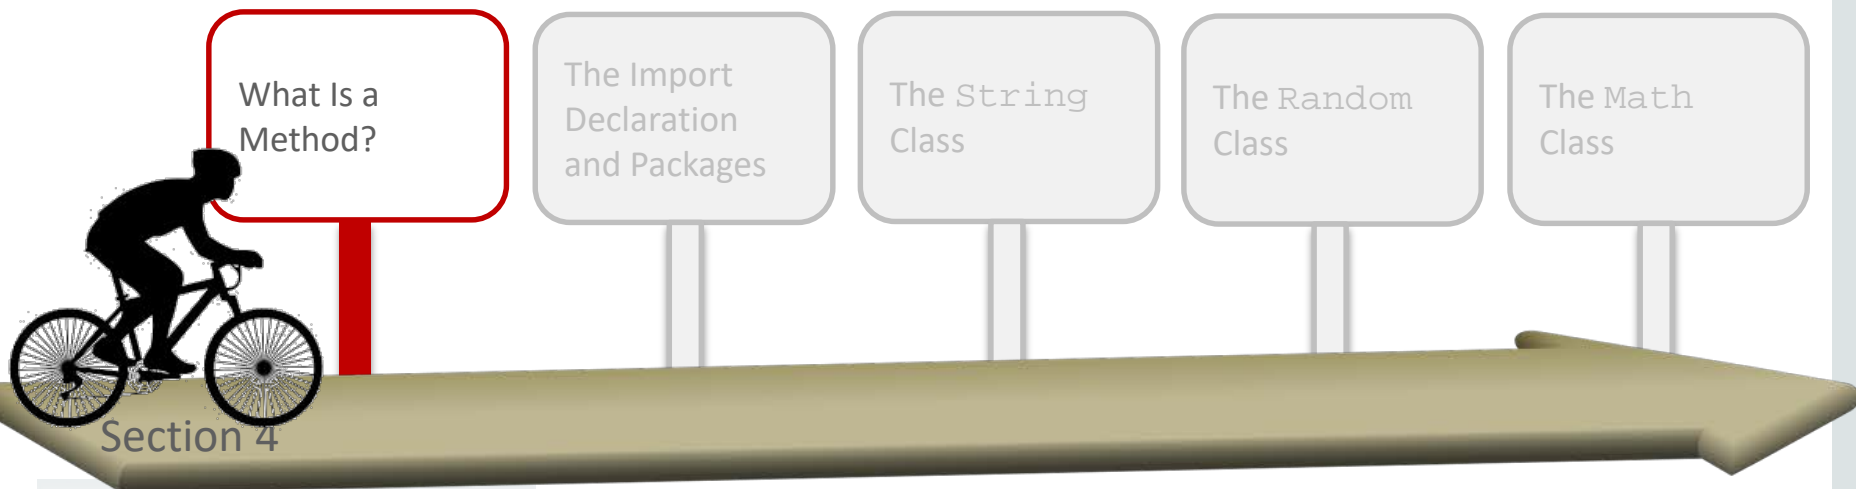 What Is a
Method?
The Import
Declaration
and Packages
The String
Class
The Random
Class
The Math
Class
Section 4